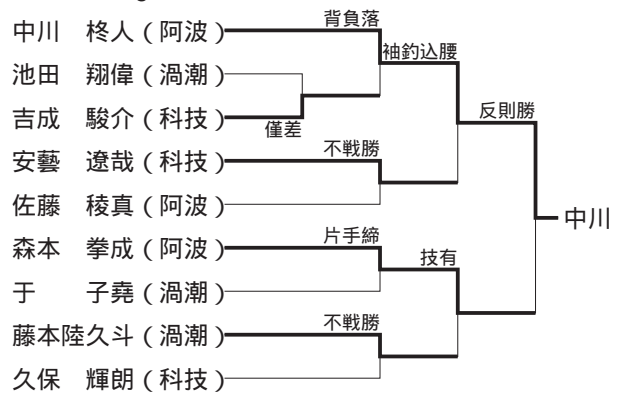 背負落
中川　柊人（阿波）
袖釣込腰
池田　翔偉（渦潮）
反則勝
吉成　駿介（科技）
僅差
不戦勝
安藝　遼哉（科技）
佐藤　稜真（阿波）
中川
片手締
森本　拳成（阿波）
技有
于　子堯（渦潮）
不戦勝
藤本陸久斗（渦潮）
久保　輝朗（科技）